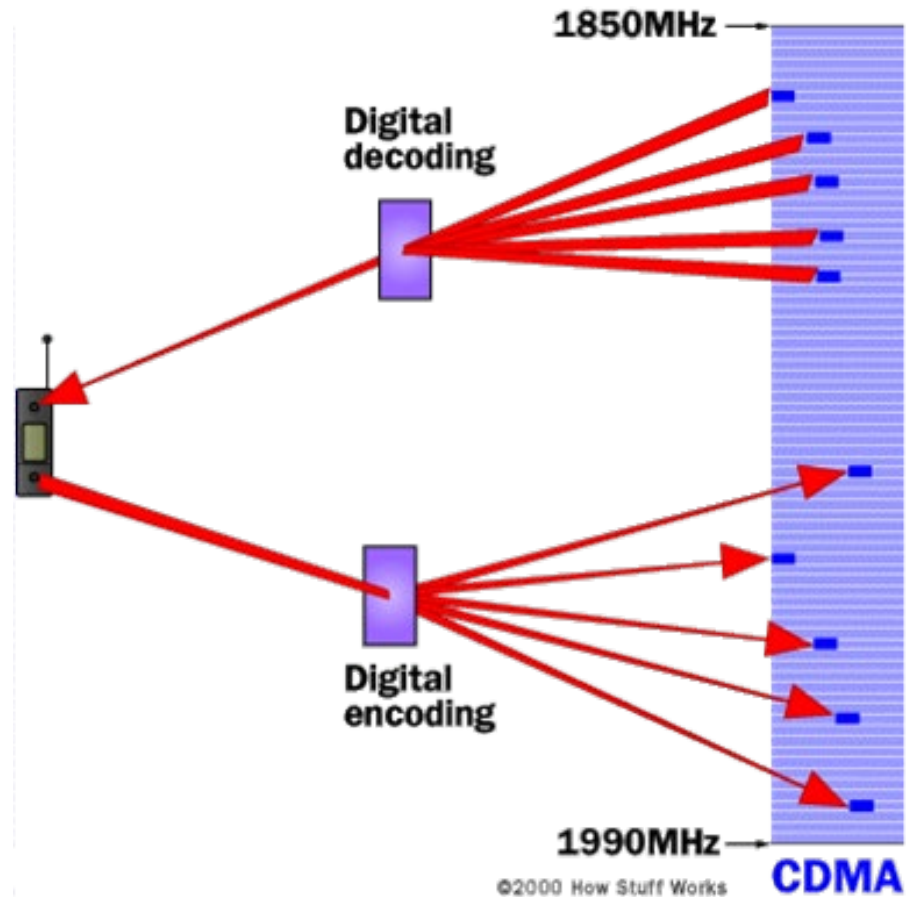 1850MHz
Digital
decoding
Digital
encoding
1990MHz
©2000 How Stuff Works
CDMA